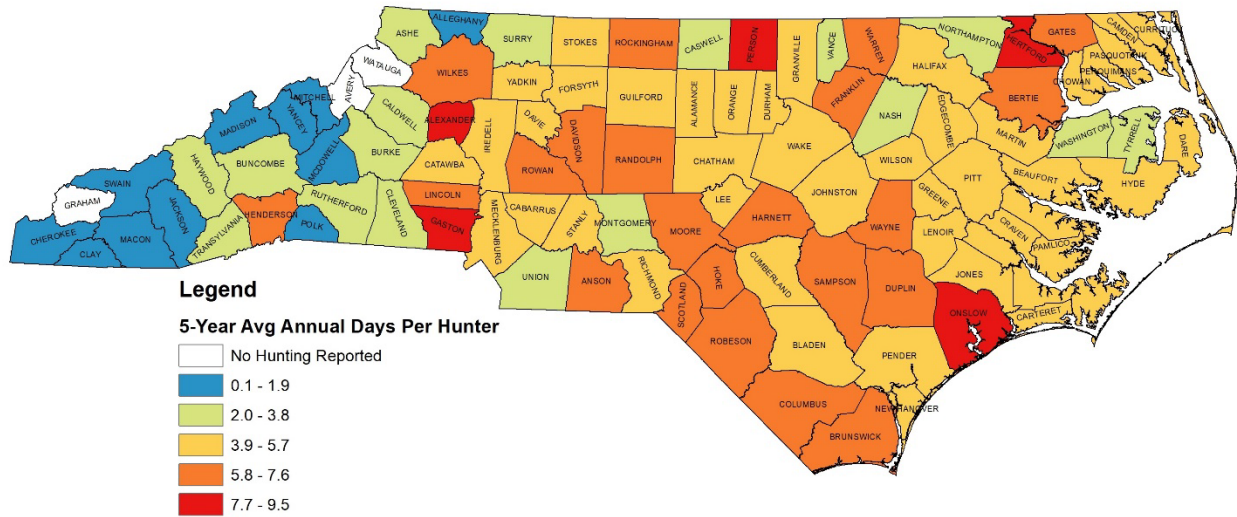 ALLEGHANY
ASHE
SURRY
STOKES
ROCKINGHAM
CASWELL
PERSON
GRANVILLE
VANCE
WARREN
NORTHAMPTON
HERTFORD
GATES
CAMDEN
CURRITUCK
PASQUOTANK
PERQUIMANS
CHOWAN
WATAUGA
AVERY
MITCHELL
YANCEY
MADISON
WILKES
YADKIN
FORSYTH
GUILFORD
ALAMANCE
ORANGE
DURHAM
FRANKLIN
HALIFAX
BERTIE
CALDWELL
ALEXANDER
IREDELL
DAVIE
DAVIDSON
RANDOLPH
CHATHAM
WAKE
NASH
EDGECOMBE
MARTIN
WASHINGTON
TYRRELL
DARE
MCDOWELL
BURKE
CATAWBA
ROWAN
WILSON
PITT
BEAUFORT
HYDE
HAYWOOD
BUNCOMBE
SWAIN
GRAHAM
JACKSON
RUTHERFORD
CLEVELAND
LINCOLN
GASTON
MECKLENBURG
CABARRUS
STANLY
MONTGOMERY
MOORE
LEE
HARNETT
JOHNSTON
WAYNE
GREENE
LENOIR
CRAVEN
PAMLICO
CHEROKEE
CLAY
MACON
TRANSYLVANIA
HENDERSON
POLK
UNION
ANSON
RICHMOND
SCOTLAND
HOKE
CUMBERLAND
SAMPSON
DUPLIN
JONES
ONSLOW
CARTERET
ROBESON
BLADEN
PENDER
COLUMBUS
NEW HANOVER
BRUNSWICK
Legend
5-Year Avg Annual Days Per Hunter
No Hunting Reported
0.1 - 1.9
2.0 - 3.8
3.9 - 5.7
5.8 - 7.6
7.7 - 9.5